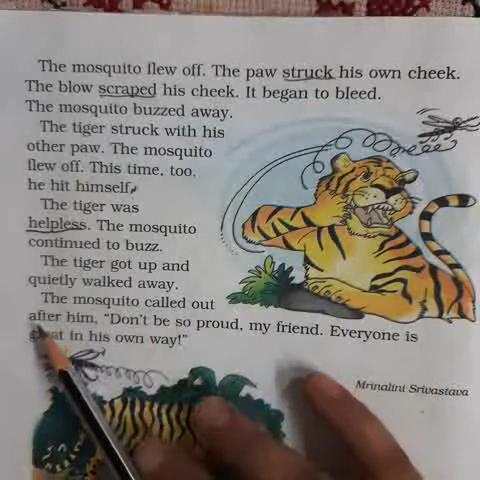 The mosquito flew off. The paw struck his own cheek.
The blow scraped his cheek. It began to bleed.
The mosquito buzzed away.
The tiger struck with his
other paw. The mosquito
flew off. This time, too,
he hit himself.
The tiger was
helpless. The mosquito
continued to buzz.
The tiger got up and
quietly walked away.
The mosquito called out
after him, “Don't be so proud, my friend. Everyone is
great in his own way!”
Mrinalini Srivastava